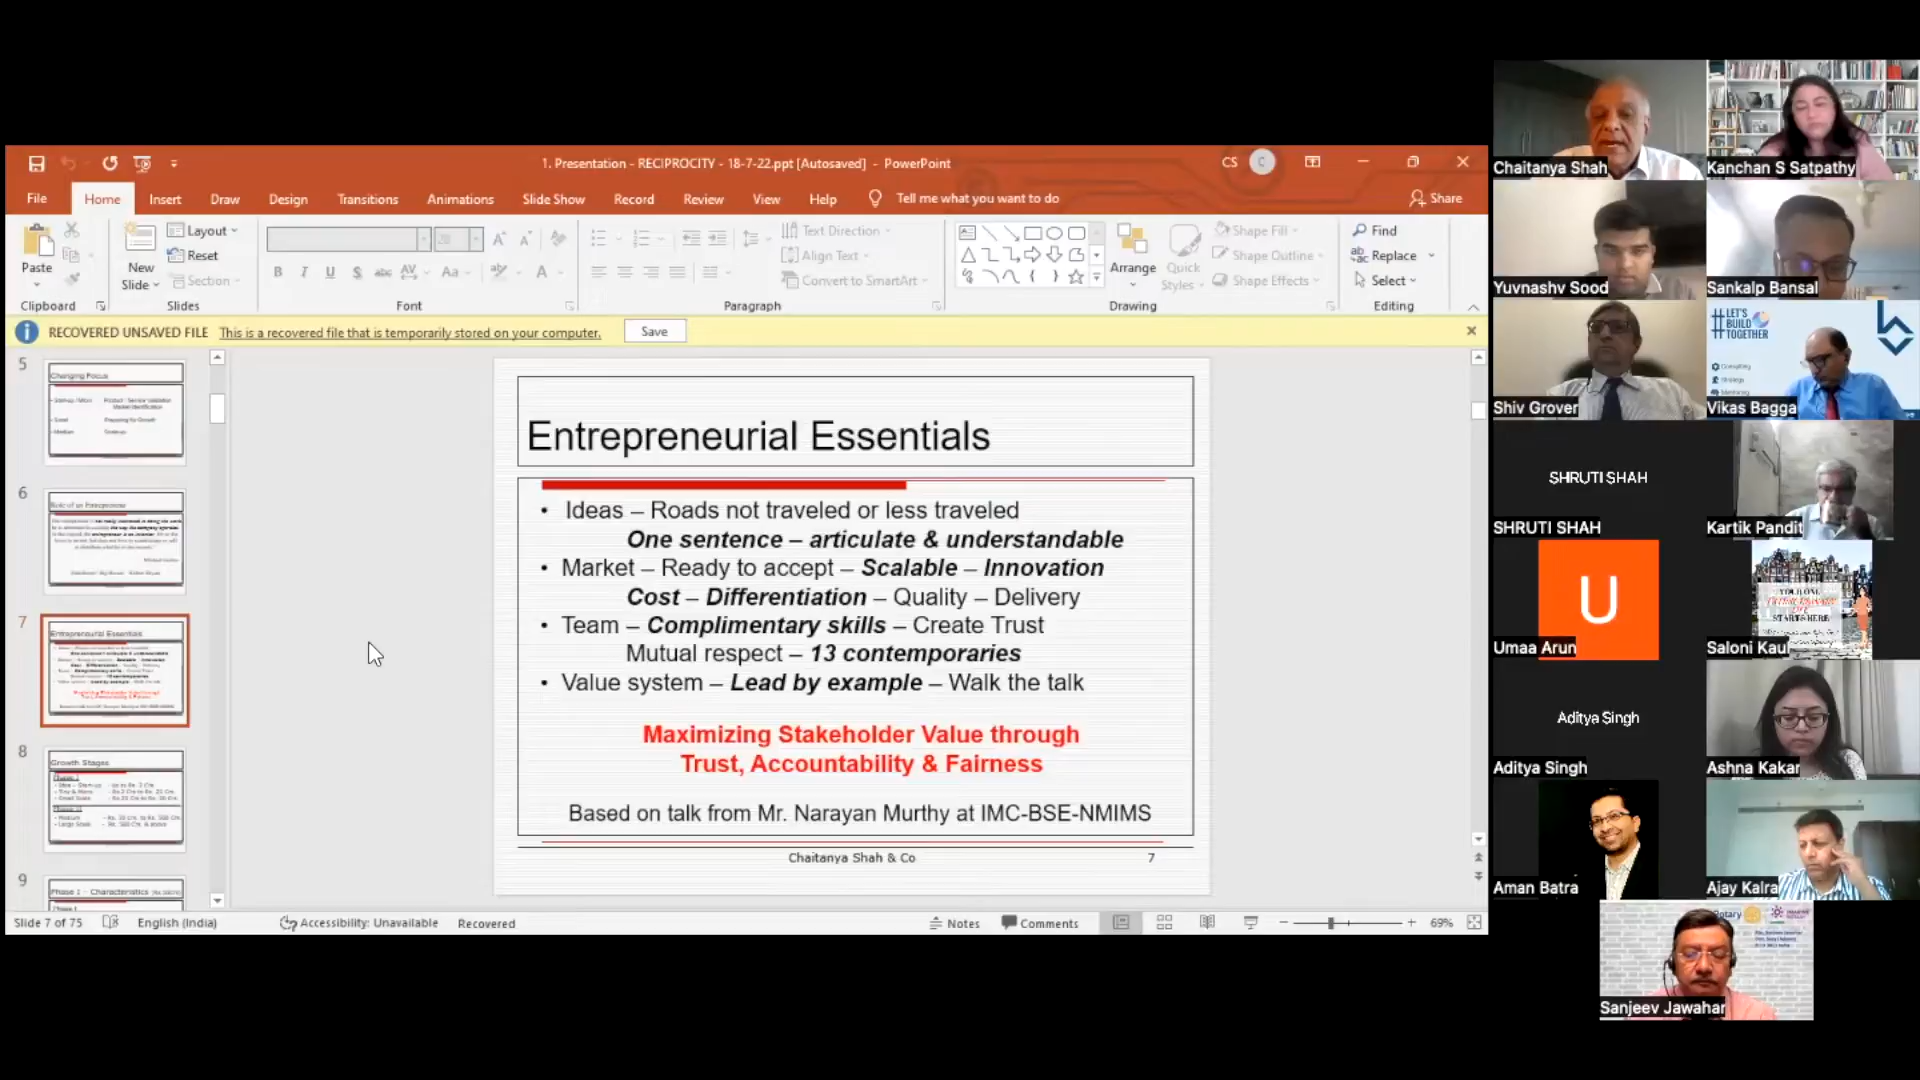 1. Presentation - RECIPROCITY - 18-7-22.ppt [Autosaved] - PowerPoint
CS
C
File
Home
Insert
Draw
Design
Transitions
Animations
Slide Show
Record
Review
View
Help
Tell me what you want to do
Share
Paste
Clipboard
New
Slide
Layout
Reset
Section
Slides
Font
Text Direction
Align Text
Convert to SmartArt
Paragraph
Arrange
Quick
Styles
Shape Fill
Shape Outline
Shape Effects
Drawing
Find
Replace
Select
Editing
RECOVERED UNSAVED FILE This is a recovered file that is temporarily stored on your computer.
Save
5
Changing Focus
6
Role of an Entrepreneur
7
Entrepreneurial Essentials
8
Growth Stages
9
Phase 1 - Characteristics
Entrepreneurial Essentials
• Ideas – Roads not traveled or less traveled
One sentence – articulate & understandable
• Market – Ready to accept – Scalable – Innovation
Cost – Differentiation – Quality – Delivery
• Team – Complimentary skills – Create Trust
Mutual respect – 13 contemporaries
• Value system – Lead by example – Walk the talk
Maximizing Stakeholder Value through
Trust, Accountability & Fairness
Based on talk from Mr. Narayan Murthy at IMC-BSE-NMIMS
Chaitanya Shah & Co
7
Slide 7 of 75
English (India)
Accessibility: Unavailable
Recovered
Notes
Comments
69%
Chaitanya Shah
Kanchan S Satpathy
Yuvnashv Sood
Sankalp Bansal
Shiv Grover
#LET'S
BUILD
TOGETHER
Consulting
Strategy
Mentoring
Vikas Bagga
SHRUTI SHAH
SHRUTI SHAH
Kartik Pandit
U
Umaa Arun
STARTS HERE
Saloni Kaul
Aditya Singh
Aditya Singh
Ashna Kakar
Aman Batra
Ajay Kalra
Rotary
Sanjeev Jawahar